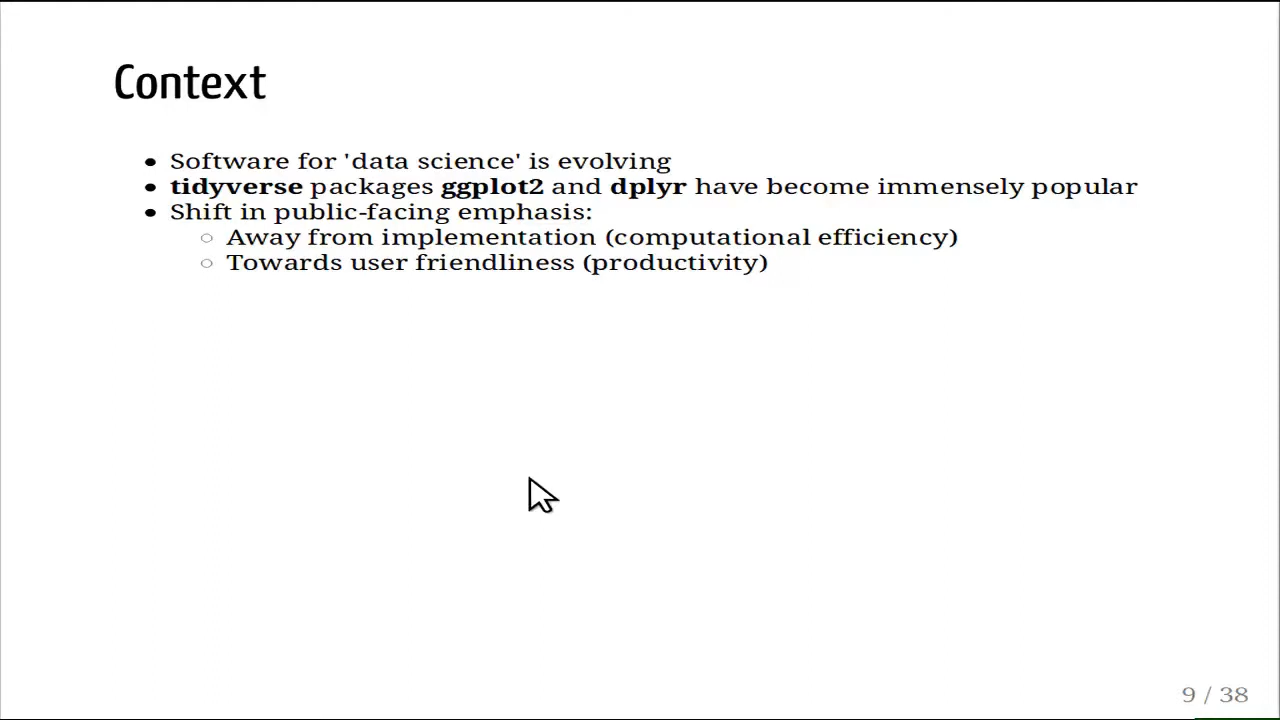 Context
• Software for 'data science' is evolving
• tidyverse packages ggplot2 and dplyr have become immensely popular
• Shift in public-facing emphasis:
○ Away from implementation (computational efficiency)
○ Towards user friendliness (productivity)
9 / 38